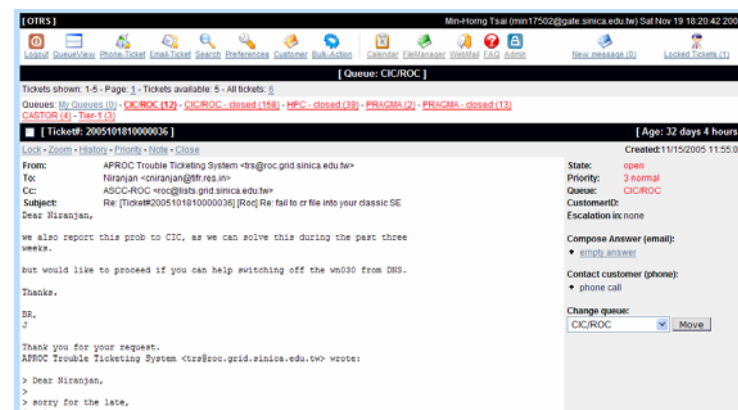 [ OTRS ] Min-Horng Tsai (min17502@gate.sinica.edu.tw) Sat Nov 19 18:20:42 200
Logout QueueView Phone-Ticket Email-Ticket Search Preferences Customer Bulk-Action Calendar FileManager WebMail FAQ Admin New message (0) Locked Tickets (1)
[ Queue: CIC/ROC ]
Tickets shown: 1-5 - Page: 1 - Tickets available: 5 - All tickets: 6
Queues: My Queues (0) - CIC/ROC (12) - CIC/ROC - closed (158) - HPC - closed (39) - PRAGMA (2) - PRAGMA - closed (13)
CASTOR (4) - Tier-1 (3)
[ Ticket#: 2005101810000036 ] [ Age: 32 days 4 hours
Lock - Zoom - History - Priority - Note - Close Created:11/15/2005 11:55:0
From: APROC Trouble Ticketing System <trs@roc.grid.sinica.edu.tw>
To: Niranjan <cniranjan@tifr.res.in>
Cc: ASCC-ROC <roc@lists.grid.sinica.edu.tw>
Subject: Re: [Ticket#2005101810000036] [Roc] Re: fail to cr file into your classic SE
Dear Niranjan,
we also report this prob to CIC, as we can solve this during the past three
weeks.
but would like to proceed if you can help switching off the wn030 from DNS.
Thanks.
BR,
J
Thank you for your request.
APROC Trouble Ticketing System <trs@roc.grid.sinica.edu.tw> wrote:
> Dear Niranjan,
>
> sorry for the late,
State: open
Priority: 3 normal
Queue: CIC/ROC
CustomerID:
Escalation in: none
Compose Answer (email):
empty answer
Contact customer (phone):
phone call
Change queue:
CIC/ROC Move